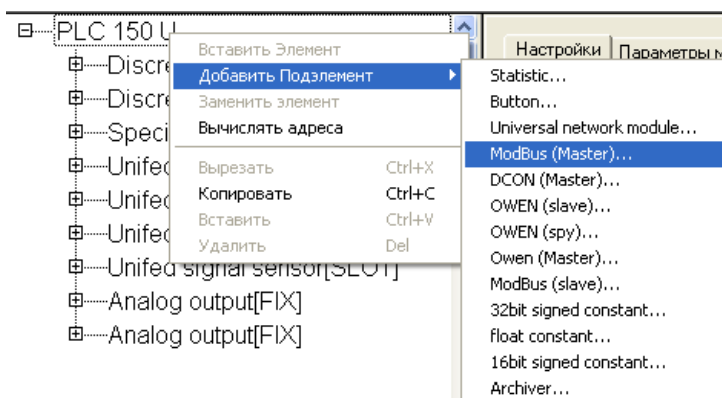 PLC 150 U
Discre
Discre
Speci
Unifed
Unifed
Unifed
Unifed signal sensor[SLOT]
Analog output[FIX]
Analog output[FIX]
Вставить Элемент
Добавить Подэлемент
Заменить элемент
Вычислять адреса
Вырезать Ctrl+X
Копировать Ctrl+C
Вставить Ctrl+V
Удалить Del
Настройки Параметры м
Statistic...
Button...
Universal network module...
ModBus (Master)...
DCON (Master)...
OWEN (slave)...
OWEN (spy)...
Owen (Master)...
ModBus (slave)...
32bit signed constant...
float constant...
16bit signed constant...
Archiver...